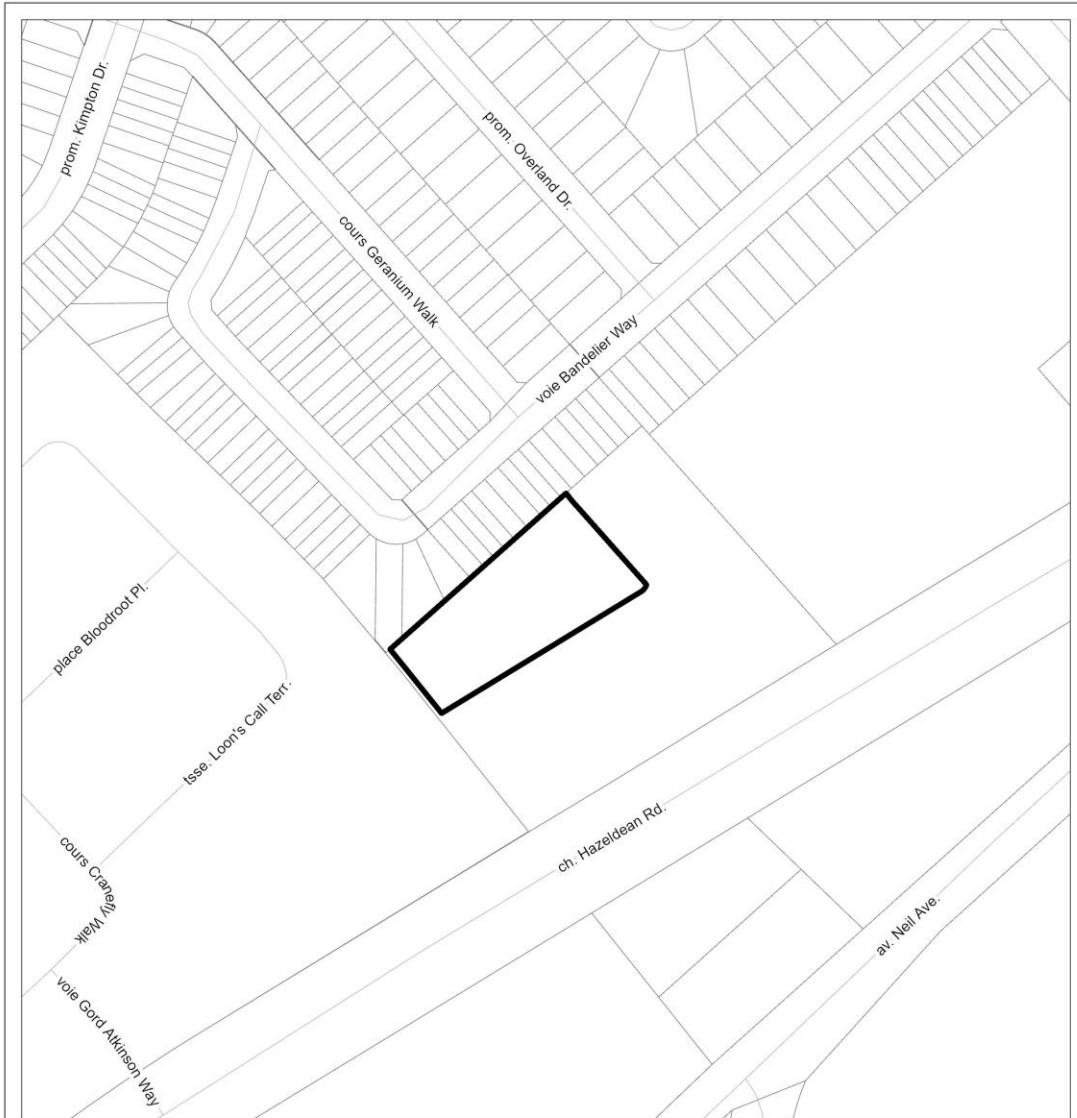 prom. Kimpton Dr.
prom. Overland Dr.
cours Geranium Walk
voie Bandelier Way
place Bloodroot Pl.
tsse. Loon's Call Terr.
ch. Hazeldean Rd.
cours Cranefly Walk
av. Neil Ave.
voie Gord Atkinson Way